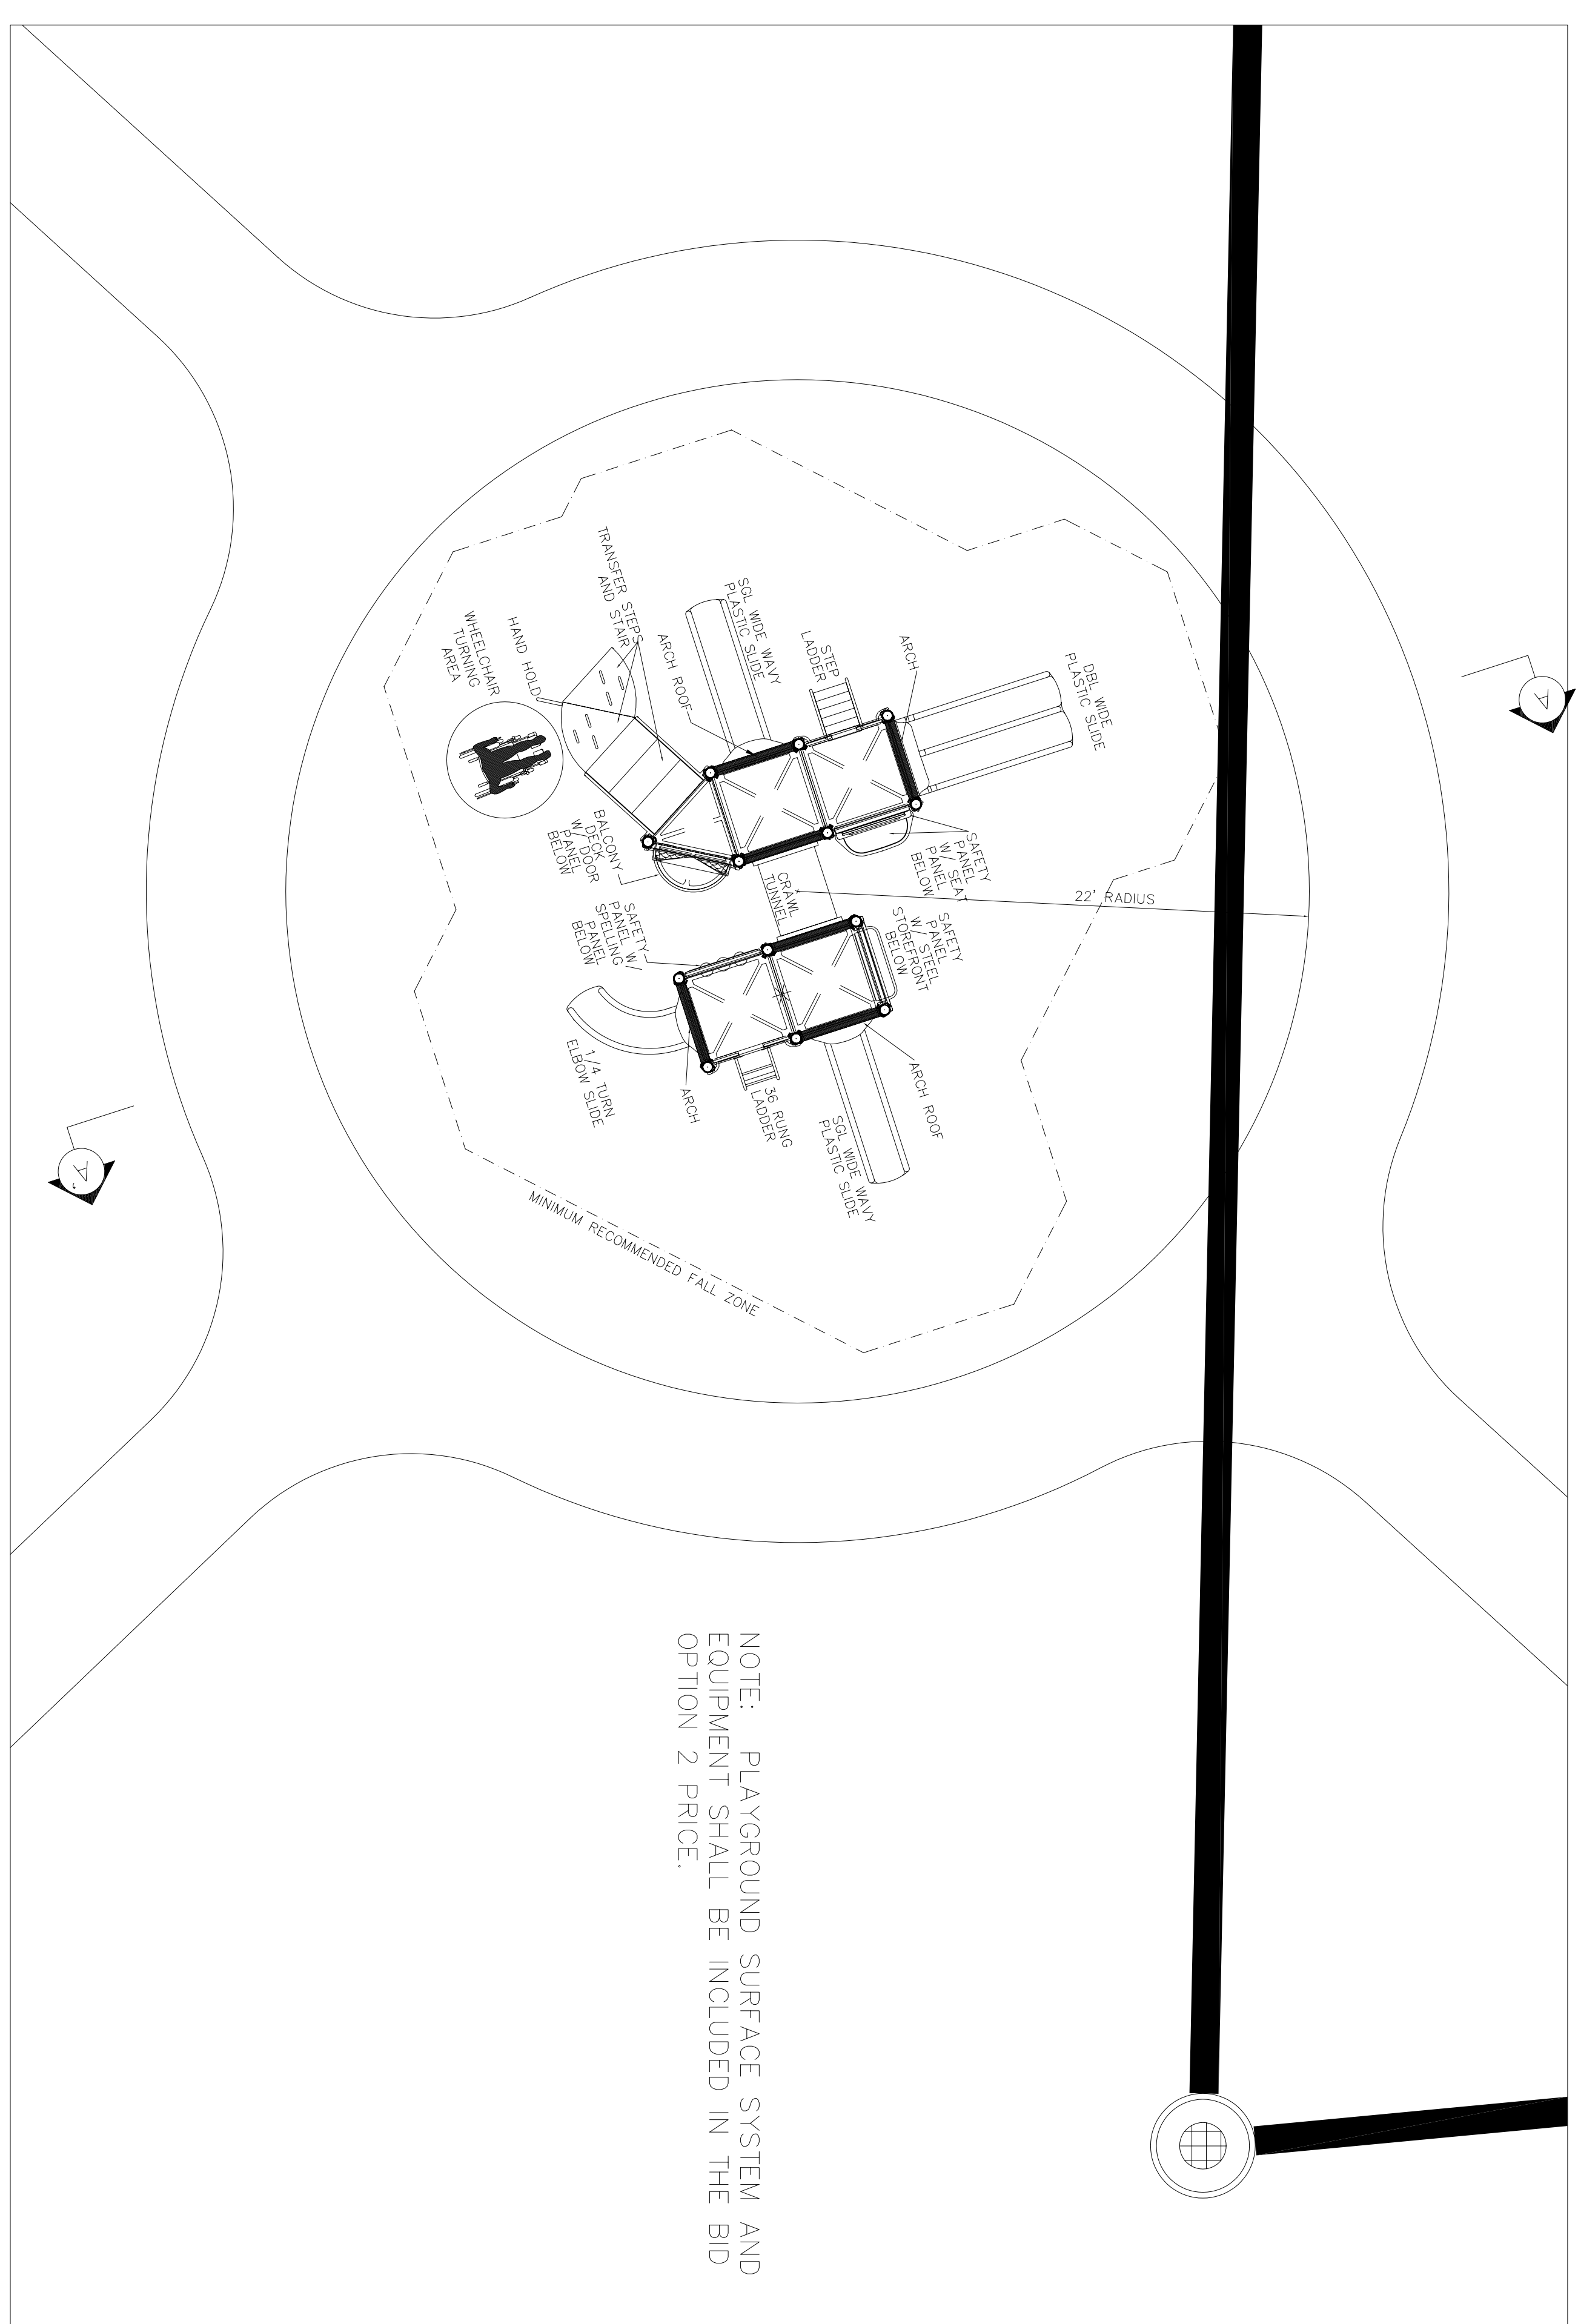 A
DBL WIDE
PLASTIC SLIDE
ARCH
STEP
LADDER
SGL WIDE WAVY
PLASTIC SLIDE
ARCH ROOF
TRANSFER STEPS
AND STAIR
HAND HOLD
WHEELCHAIR
TURNING
AREA
SAFETY
PANEL
W/ SEAT
PANEL
BELOW
22' RADIUS
CRAWL
TUNNEL
BALCONY
DECK
W/ DOOR
PANEL
BELOW
SAFETY
PANEL
W/ STEEL
STOREFRONT
BELOW
SAFETY
PANEL W/
SPELLING
PANEL
BELOW
ARCH ROOF
SGL WIDE WAVY
PLASTIC SLIDE
36 RUNG
LADDER
ARCH
1/4 TURN
ELBOW SLIDE
A'
MINIMUM RECOMMENDED FALL ZONE
NOTE: PLAYGROUND SURFACE SYSTEM AND
EQUIPMENT SHALL BE INCLUDED IN THE BID
OPTION 2 PRICE.